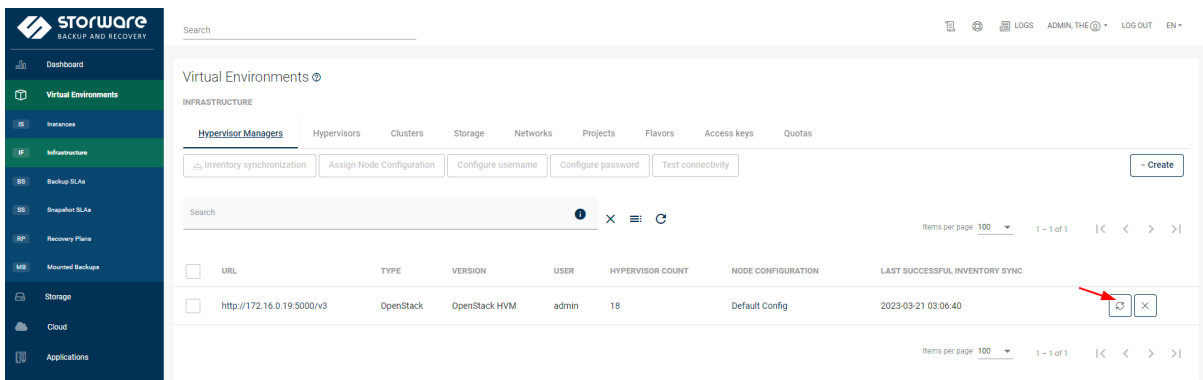 STORWARE
BACKUP AND RECOVERY
Search
LOGS
ADMIN, THE
LOG OUT
EN
Dashboard
Virtual Environments
IS Instances
IF Infrastructure
BS Backup SLAs
SS Snapshot SLAs
RP Recovery Plans
MB Mounted Backups
Storage
Cloud
Applications
Virtual Environments
INFRASTRUCTURE
Hypervisor Managers Hypervisors Clusters Storage Networks Projects Flavors Access keys Quotas
Inventory synchronization Assign Node Configuration Configure username Configure password Test connectivity + Create
Search
Items per page 100 1 – 1 of 1
URL TYPE VERSION USER HYPERVISOR COUNT NODE CONFIGURATION LAST SUCCESSFUL INVENTORY SYNC
http://172.16.0.19:5000/v3 OpenStack OpenStack HVM admin 18 Default Config 2023-03-21 03:06:40
Items per page 100 1 – 1 of 1